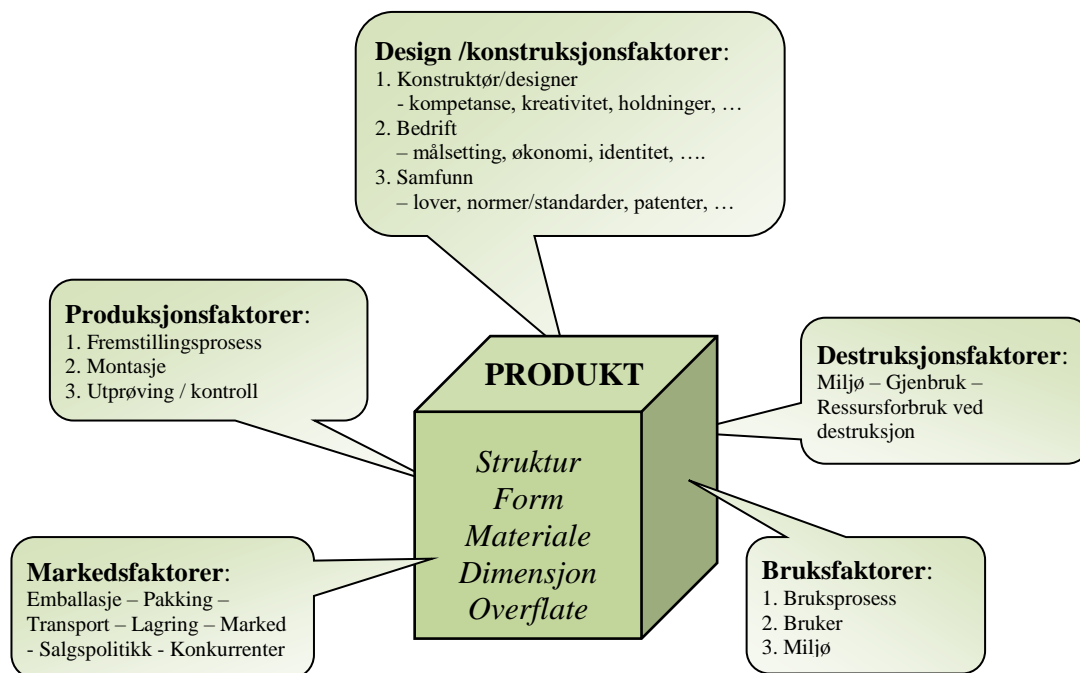 Design /konstruksjonsfaktorer:
1. Konstruktør/designer
- kompetanse, kreativitet, holdninger, …
2. Bedrift
– målsetting, økonomi, identitet, ….
3. Samfunn
– lover, normer/standarder, patenter, …
Produksjonsfaktorer:
1. Fremstillingsprosess
2. Montasje
3. Utprøving / kontroll
PRODUKT
Struktur
Form
Materiale
Dimensjon
Overflate
Destruksjonsfaktorer:
Miljø – Gjenbruk –
Ressursforbruk ved
destruksjon
Markedsfaktorer:
Emballasje – Pakking –
Transport – Lagring – Marked
- Salgspolitikk - Konkurrenter
Bruksfaktorer:
1. Bruksprosess
2. Bruker
3. Miljø